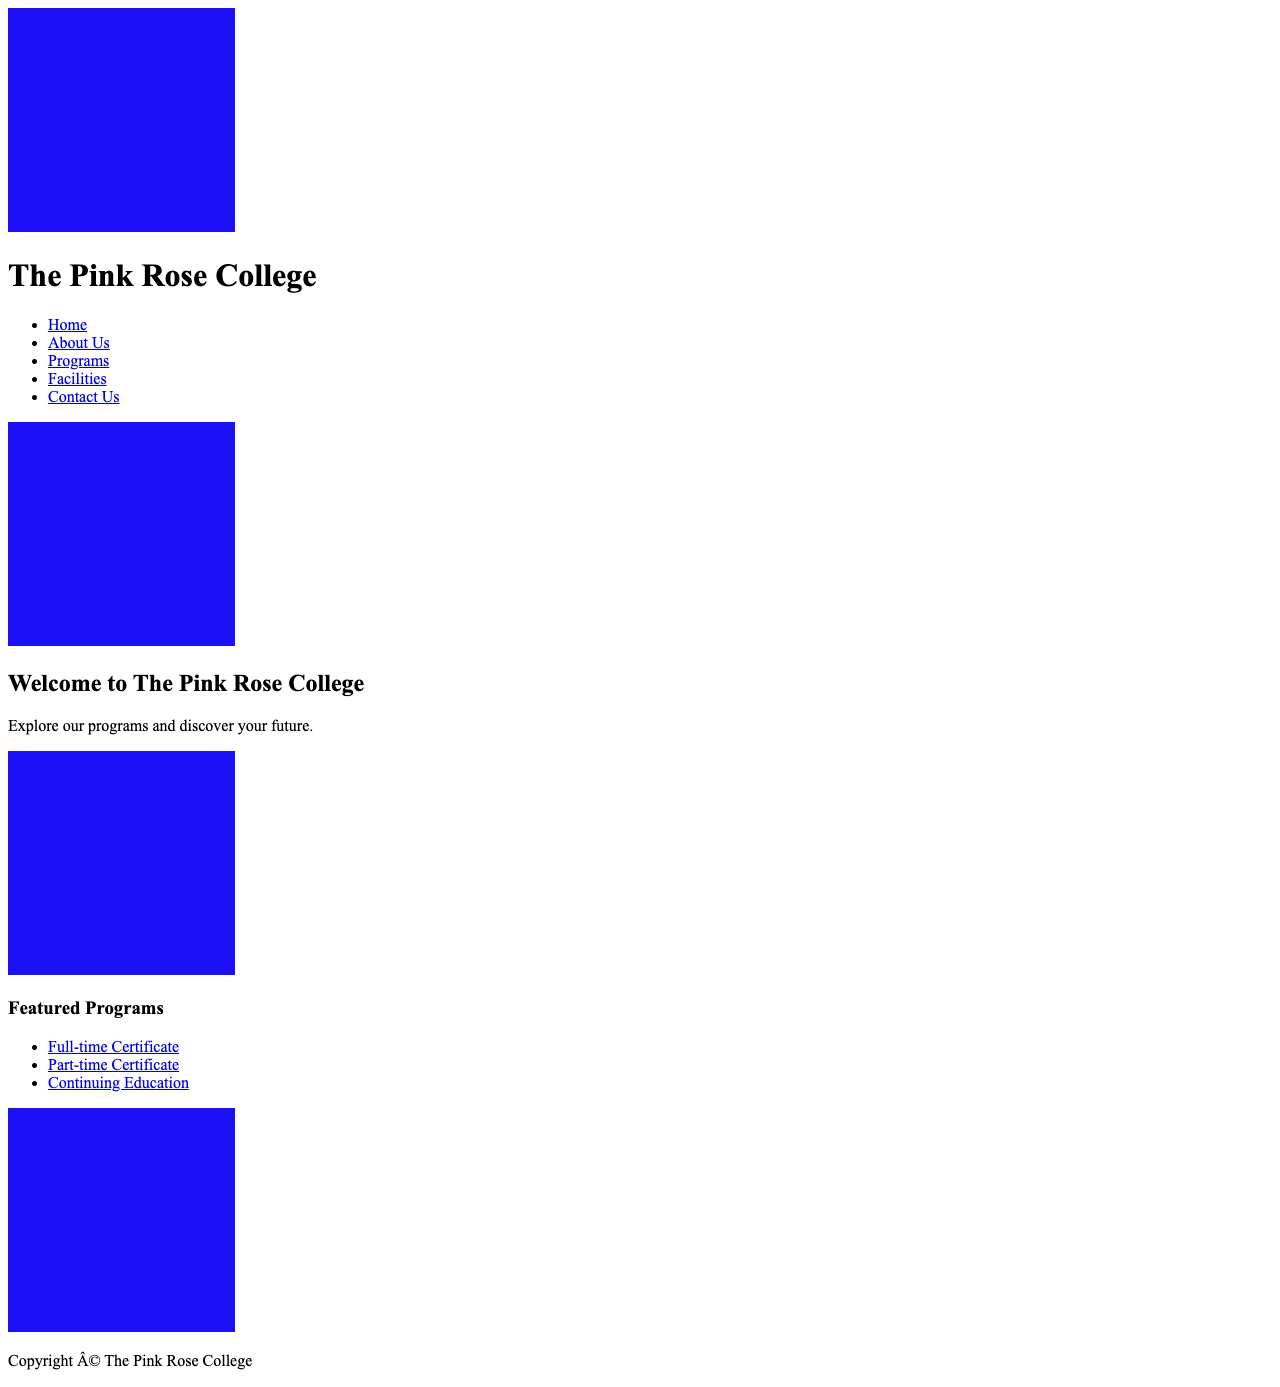 The Pink Rose College
Home
About Us
Programs
Facilities
Contact Us
Welcome to The Pink Rose College
Explore our programs and discover your future.
Featured Programs
Full-time Certificate
Part-time Certificate
Continuing Education
Copyright Â© The Pink Rose College